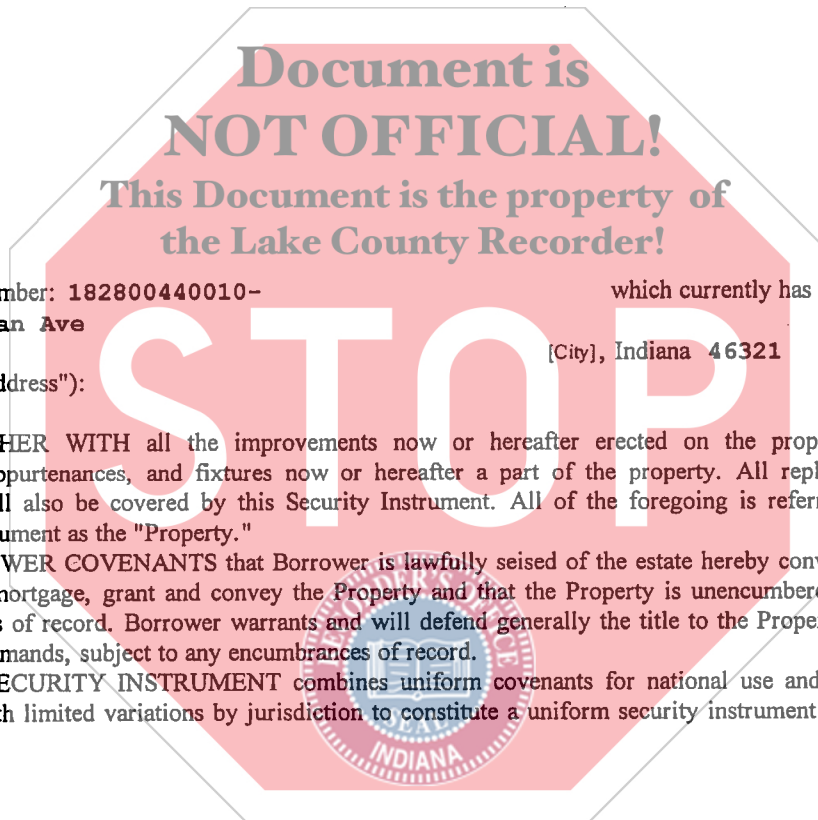 Document is
NOT OFFICIAL!
This Document is the property of
the Lake County Recorder!
mber: 182800440010- which currently has
an Ave
[City], Indiana 46321
ddress"):
STOP
HER WITH all the improvements now or hereafter erected on the prop
ppurtenances, and fixtures now or hereafter a part of the property. All repl
ll also be covered by this Security Instrument. All of the foregoing is referr
ument as the "Property."
WER COVENANTS that Borrower is lawfully seised of the estate hereby conv
mortgage, grant and convey the Property and that the Property is unencumbere
s of record. Borrower warrants and will defend generally the title to the Prope
mands, subject to any encumbrances of record.
ECURITY INSTRUMENT combines uniform covenants for national use and
th limited variations by jurisdiction to constitute a uniform security instrument
RECORDER'S OFFICE
SEAL
INDIANA